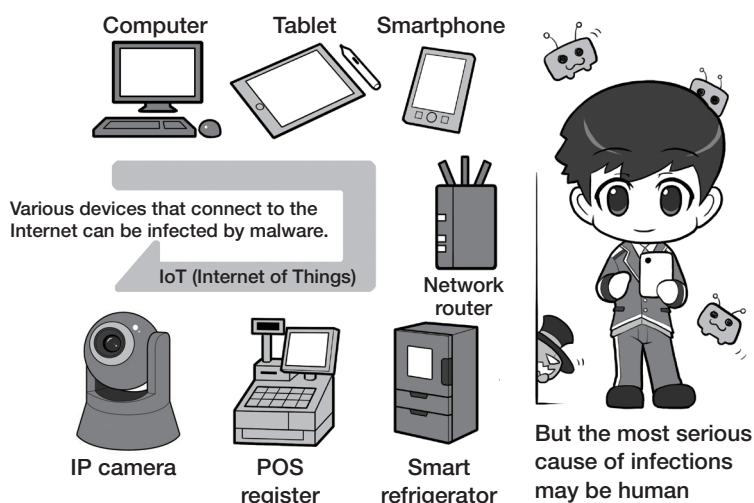 Computer
Tablet
Smartphone
Various devices that connect to the
Internet can be infected by malware.
IoT (Internet of Things)
Network
router
IP camera
POS
register
Smart
refrigerator
But the most serious
cause of infections
may be human